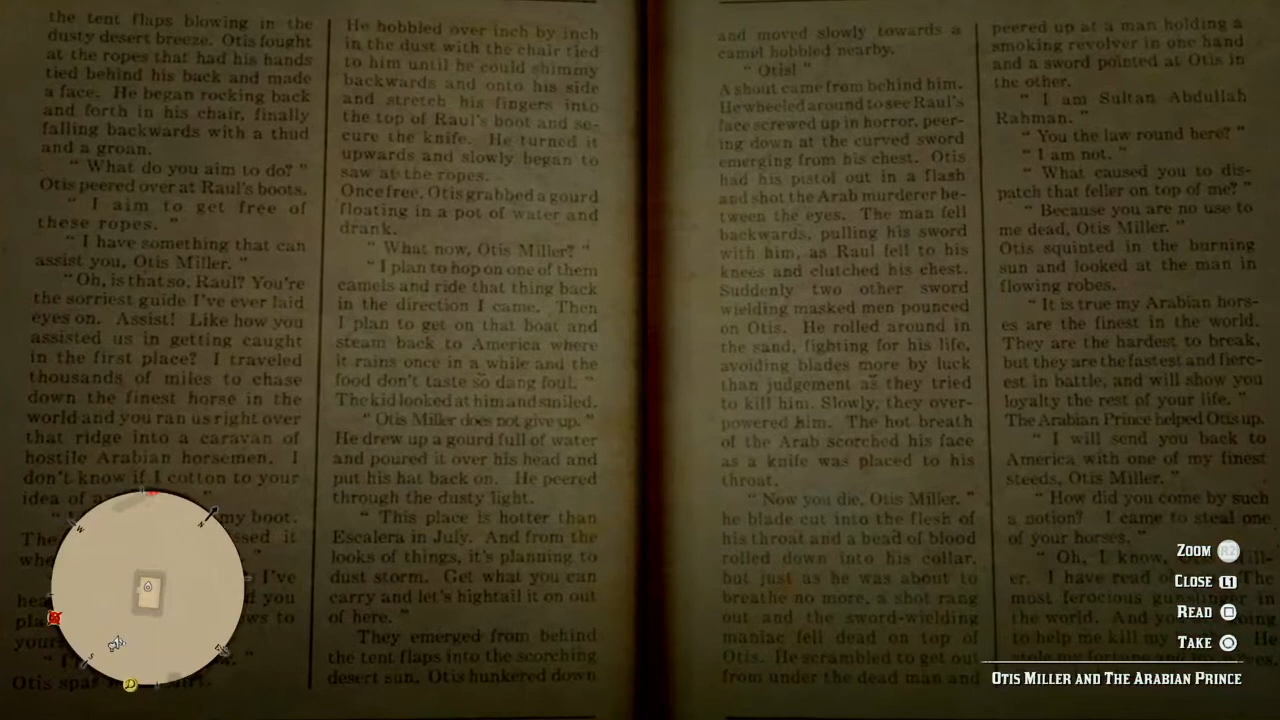 the tent flaps blowing in the
dusty desert breeze. Otis fought
at the ropes that had his hands
tied behind his back and made
a face. He began rocking back
and forth in his chair, finally
falling backwards with a thud
and a groan.
“ What do you aim to do? ”
Otis peered over at Raul's boots.
“ I aim to get free of
these ropes. ”
“ I have something that can
assist you, Otis Miller. ”
“Oh, is that so, Raul? You're
the sorriest guide I've ever laid
eyes on. Assist! Like how you
assisted us in getting caught
in the first place? I traveled
thousands of miles to chase
down the finest horse in the
world and you ran us right over
that ridge into a caravan of
hostile Arabian horsemen. I
don't know if I cotton to your
idea of
my boot.
The
I've
you
Otis
He hobbled over inch by inch
in the dust with the chair tied
to him until he could shimmy
backwards and onto his side
and stretch his fingers into
the top of Raul's boot and se-
cure the knife. He turned it
upwards and slowly began to
saw at the ropes.
Once free, Otis grabbed a gourd
floating in a pot of water and
drank.
“ What now, Otis Miller? ”
“ I plan to hop on one of them
camels and ride that thing back
in the direction I came. Then
I plan to get on that boat and
steam back to America where
it rains once in a while and the
food don't taste so dang foul. ”
The kid looked at him and smiled.
“ Otis Miller does not give up. ”
He drew up a gourd full of water
and poured it over his head and
put his hat back on. He peered
through the dusty light.
“ This place is hotter than
Escalera in July. And from the
looks of things, it's planning to
dust storm. Get what you can
carry and let's hightail it on out
of here. ”
They emerged from behind
the tent flaps into the scorching
desert sun. Otis hunkered down
and moved slowly towards a
camel hobbled nearby.
“ Otis! ”
A shout came from behind him.
He wheeled around to see Raul's
face screwed up in horror, peer-
ing down at the curved sword
emerging from his chest. Otis
had his pistol out in a flash
and shot the Arab murderer be-
tween the eyes. The man fell
backwards, pulling his sword
with him, as Raul fell to his
knees and clutched his chest.
Suddenly two other sword
wielding masked men pounced
on Otis. He rolled around in
the sand, fighting for his life,
avoiding blades more by luck
than judgement as they tried
to kill him. Slowly, they over-
powered him. The hot breath
of the Arab scorched his face
as a knife was placed to his
throat.
“ Now you die, Otis Miller. ”
he blade cut into the flesh of
his throat and a bead of blood
rolled down into his collar,
but just as he was about to
breathe no more, a shot rang
out and the sword-wielding
maniac fell dead on top of
Otis. He scrambled to get out
from under the dead man and
peered up at a man holding a
smoking revolver in one hand
and a sword pointed at Otis in
the other.
“ I am Sultan Abdullah
Rahman. ”
“ You the law round here? ”
“ I am not. ”
“ What caused you to dis-
patch that feller on top of me? ”
“ Because you are no use to
me dead, Otis Miller. ”
Otis squinted in the burning
sun and looked at the man in
flowing robes.
“ It is true my Arabian hors-
es are the finest in the world.
They are the hardest to break,
but they are the fastest and fierc-
est in battle, and will show you
loyalty the rest of your life. ”
The Arabian Prince helped Otis up.
“ I will send you back to
America with one of my finest
steeds, Otis Miller. ”
“ How did you come by such
a notion? I came to steal one
of your horses. ”
“ Oh, I know,
er. I have read
most ferocious gunslinger in
the world. And you
to help me kill my He
stole my fortune and
W
N
E
S
ZOOM R2
CLOSE L1
READ
TAKE
OTIS MILLER AND THE ARABIAN PRINCE